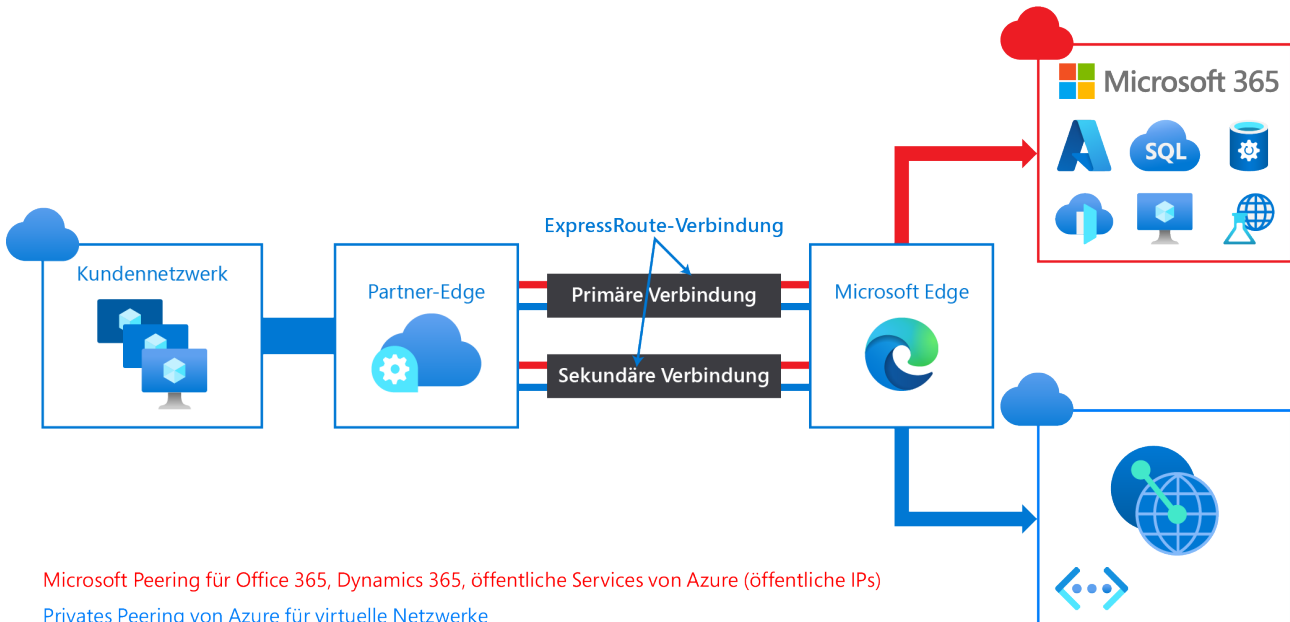 Microsoft 365
SQL
ExpressRoute-Verbindung
Kundennetzwerk
Partner-Edge
Primäre Verbindung
Microsoft Edge
Sekundäre Verbindung
Microsoft Peering für Office 365, Dynamics 365, öffentliche Services von Azure (öffentliche IPs)
Privates Peering von Azure für virtuelle Netzwerke